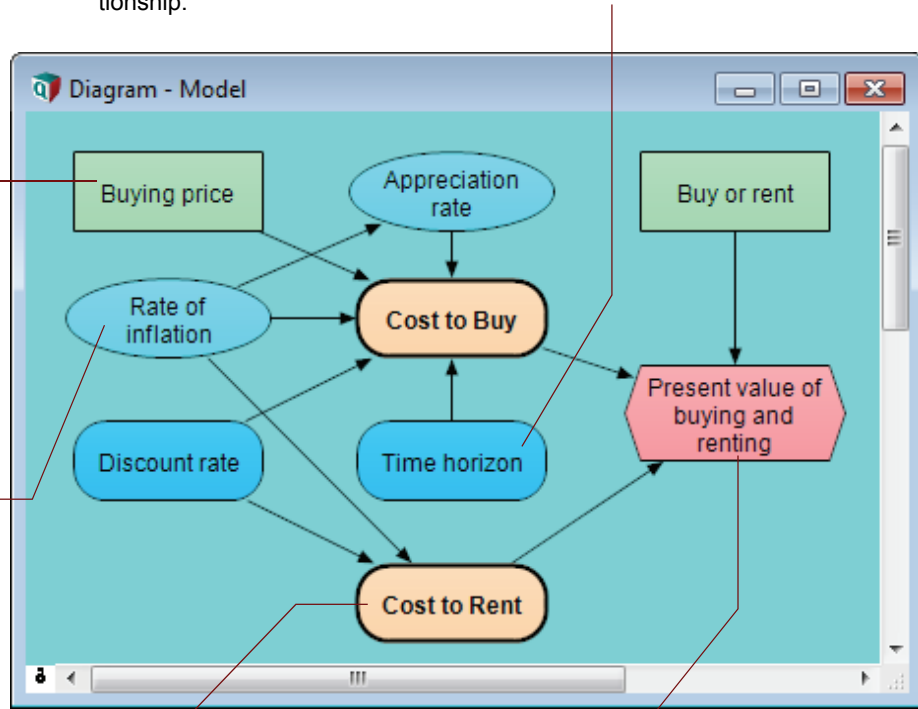 tionship.
Diagram - Model
Buying price
Appreciation
rate
Buy or rent
Rate of
inflation
Cost to Buy
Present value of
buying and
renting
Discount rate
Time horizon
Cost to Rent